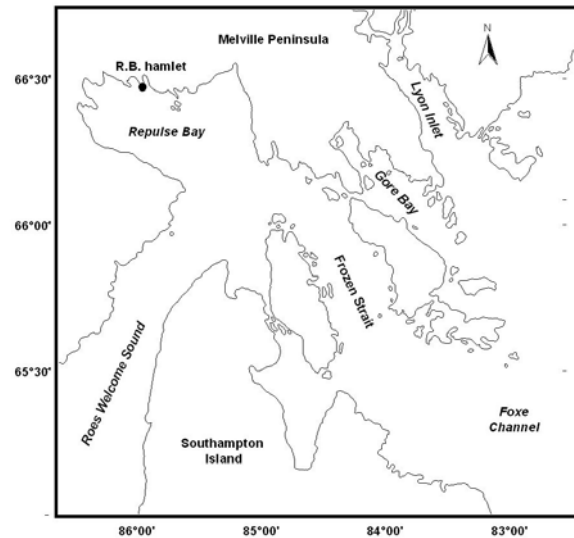 Melville Peninsula
N
66°30'
R.B. hamlet
Lyon Inlet
Repulse Bay
Gore Bay
66°00'
Frozen Strait
Roes Welcome Sound
65°30'
Foxe
Channel
Southampton
Island
86°00' 85°00' 84°00' 83°00'